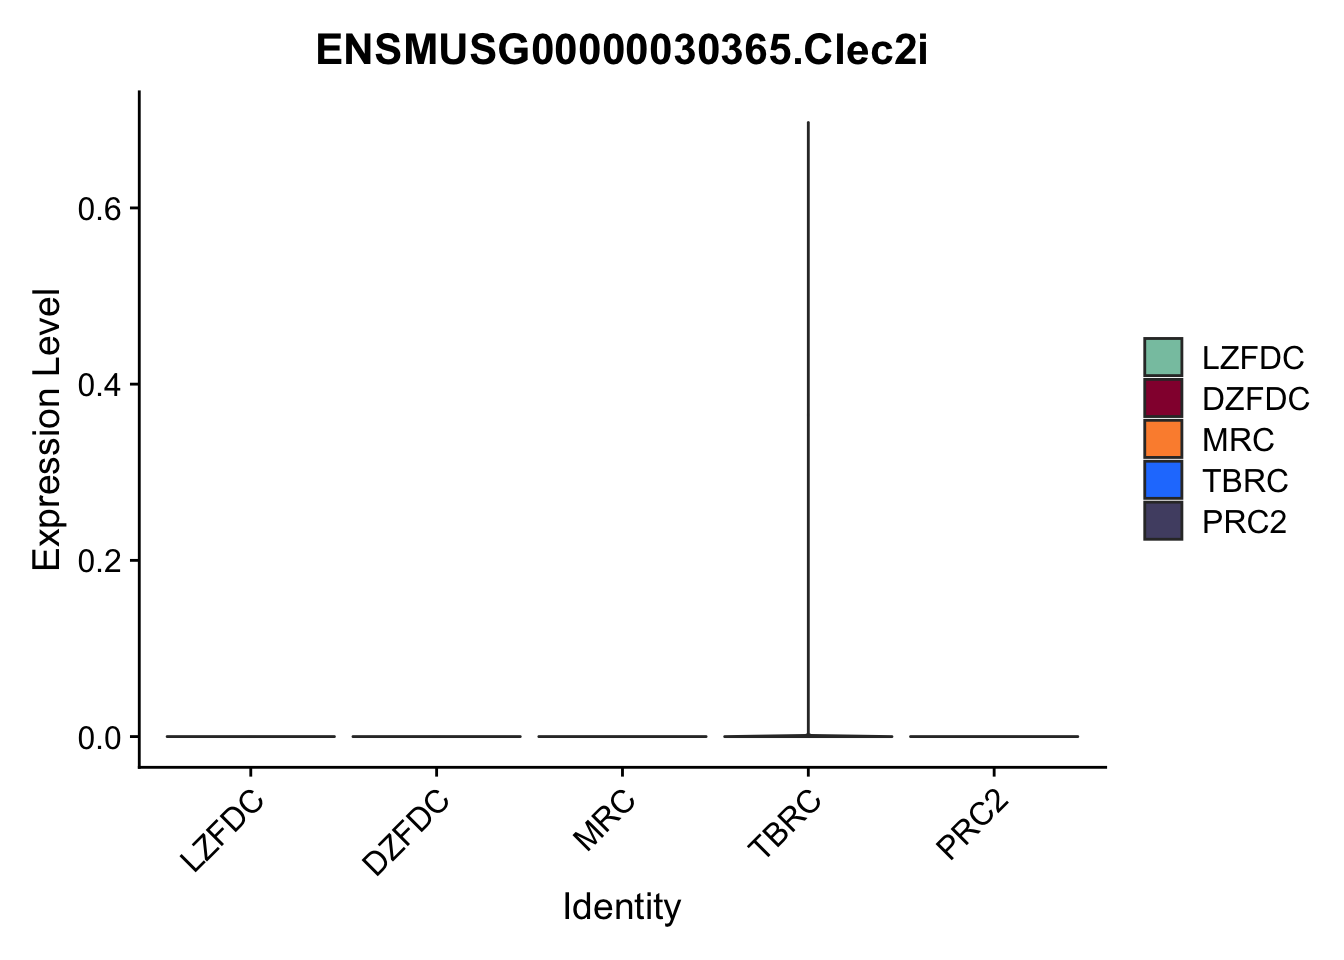 ENSMUSG00000030365.Clec2i
Expression Level
0.6
0.4
0.2
0.0
LZFDC
DZFDC
MRC
TBRC
PRC2
Identity
LZFDC
DZFDC
MRC
TBRC
PRC2